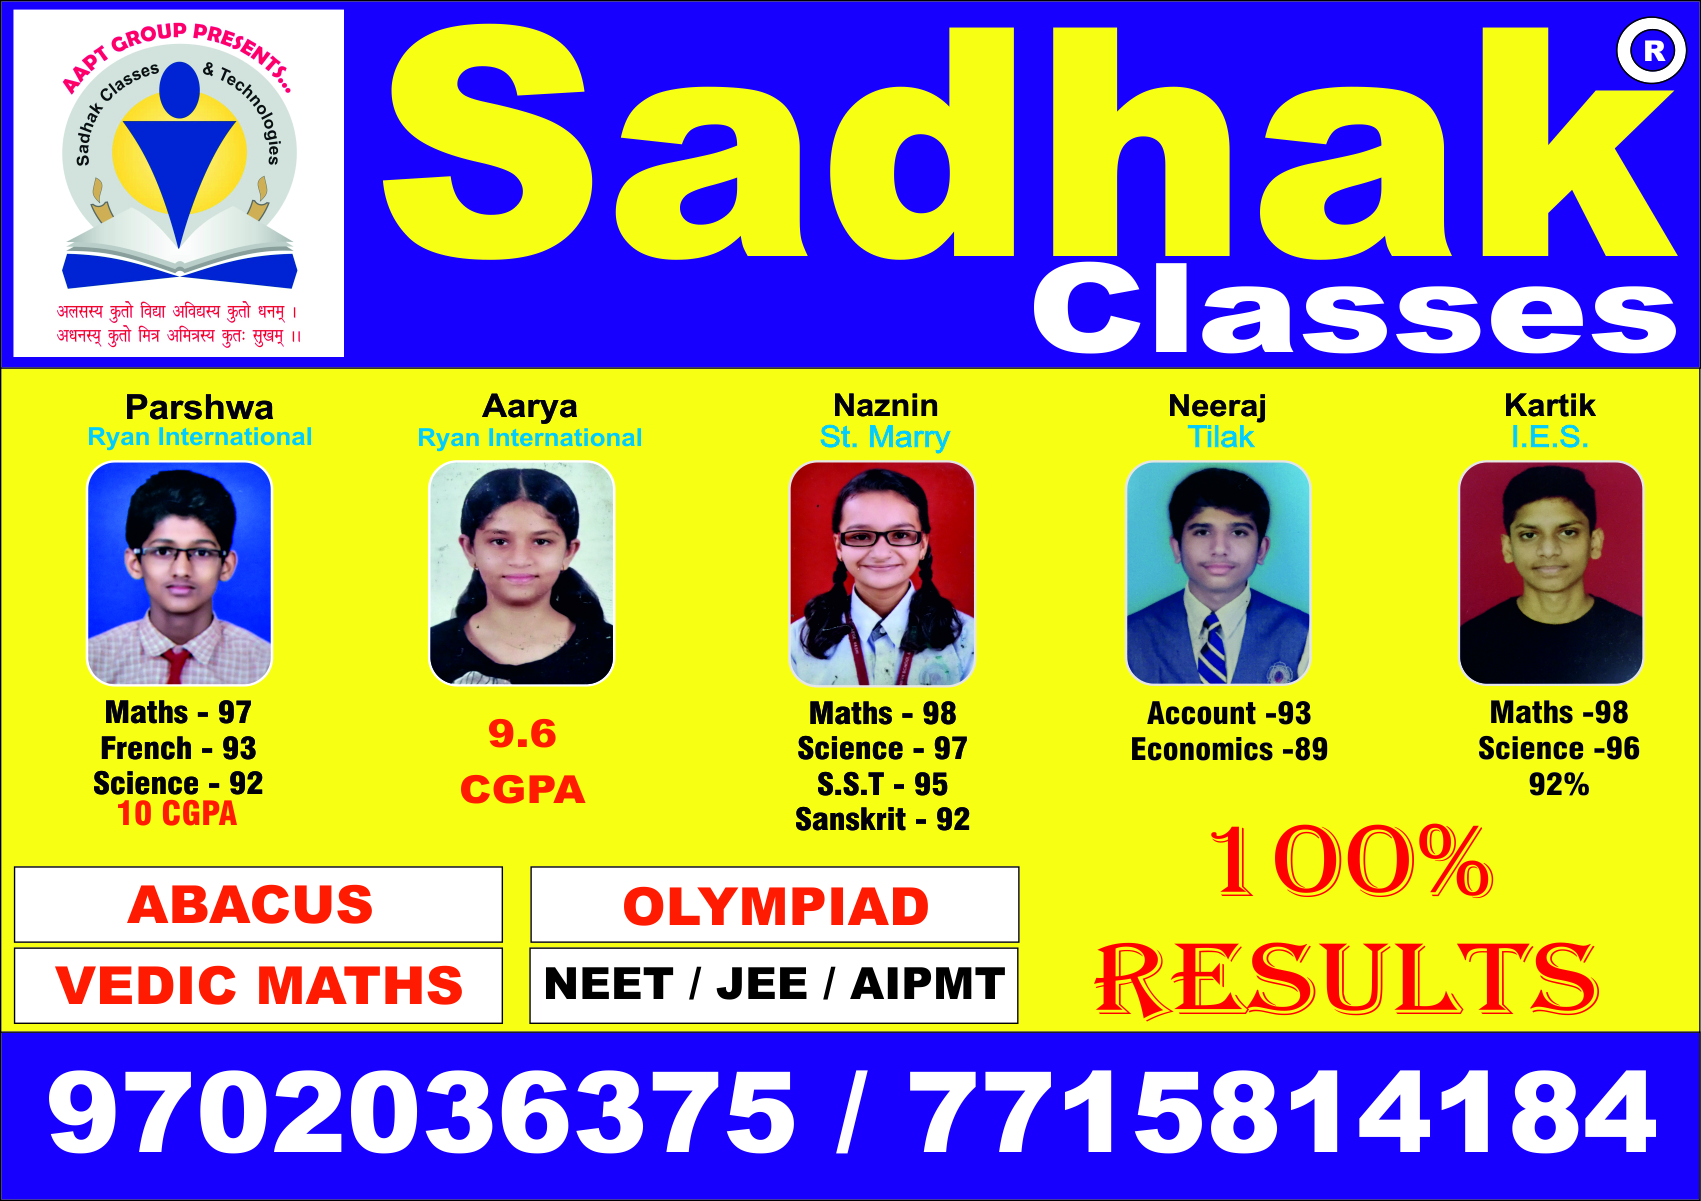 AAPT GROUP PRESENTS...
Sadhak Classes & Technologies
अलसस्य कुतो विद्या अविद्यस्य कुतो धनम् ।
अधनस्य् कुतो मित्र अमित्रस्य कुतः सुखम् ।।
Sadhak ®
Classes
Parshwa
Ryan International
Maths - 97
French - 93
Science - 92
10 CGPA
Aarya
Ryan International
9.6
CGPA
Naznin
St. Marry
Maths - 98
Science - 97
S.S.T - 95
Sanskrit - 92
Neeraj
Tilak
Account -93
Economics -89
Kartik
I.E.S.
Maths -98
Science -96
92%
ABACUS
OLYMPIAD
VEDIC MATHS
NEET / JEE / AIPMT
100%
RESULTS
9702036375 / 7715814184